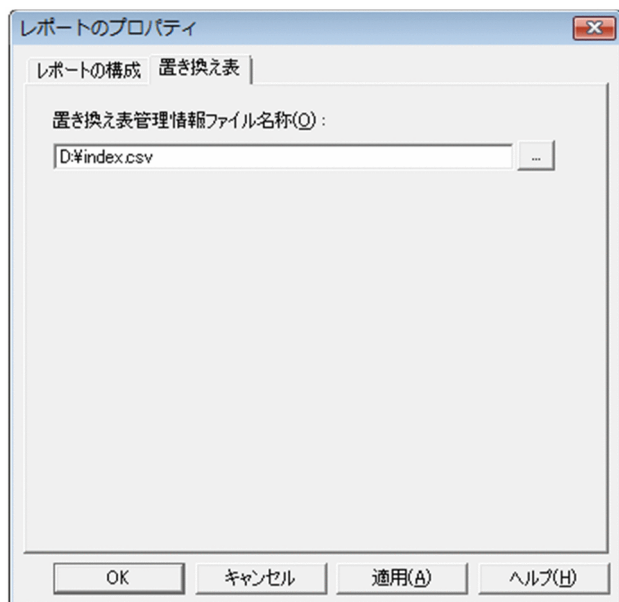 レポートのプロパティ
レポートの構成 置き換え表
置き換え表管理情報ファイル名称(O):
D:¥index.csv ...
OK キャンセル 適用(A) ヘルプ(H)